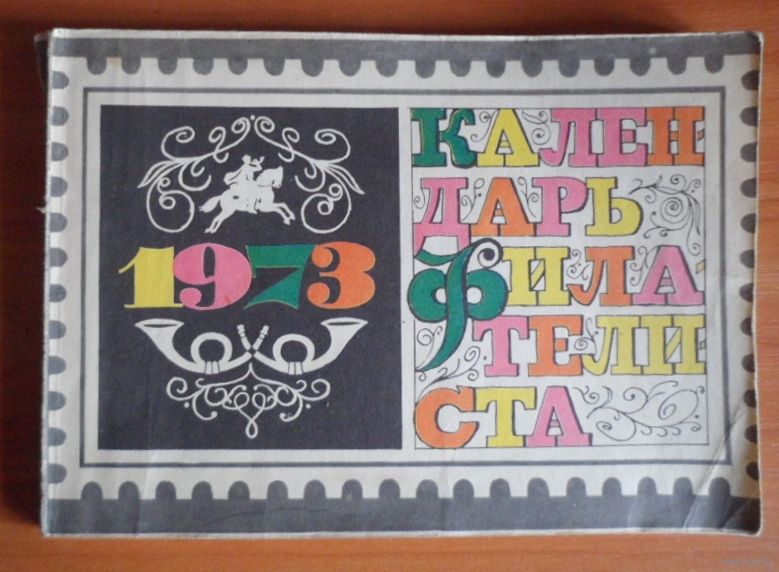 1973
КАЛЕН-
ДАРЬ
ФИЛА-
ТЕЛИ-
СТА